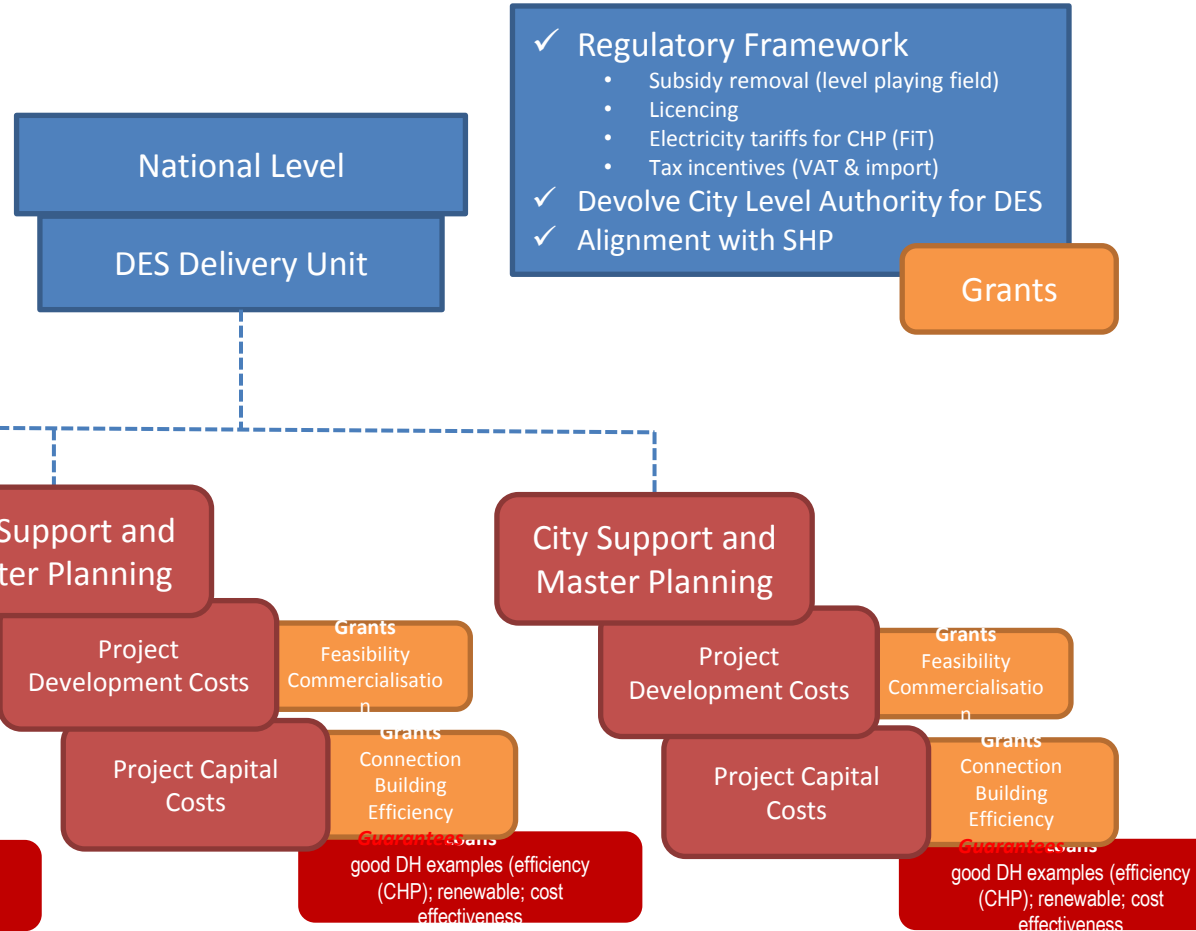 ✓ Regulatory Framework
• Subsidy removal (level playing field)
• Licencing
• Electricity tariffs for CHP (FiT)
• Tax incentives (VAT & import)
✓ Devolve City Level Authority for DES
✓ Alignment with SHP
Grants
National Level
DES Delivery Unit
Support and
ter Planning
Project
Development Costs
Grants
Feasibility
Commercialisatio
n
Project Capital
Costs
Grants
Connection
Building
Efficiency
Guarantees
good DH examples (efficiency
(CHP); renewable; cost
effectiveness
City Support and
Master Planning
Project
Development Costs
Grants
Feasibility
Commercialisatio
n
Project Capital
Costs
Grants
Connection
Building
Efficiency
Guarantees
good DH examples (efficiency
(CHP); renewable; cost
effectiveness